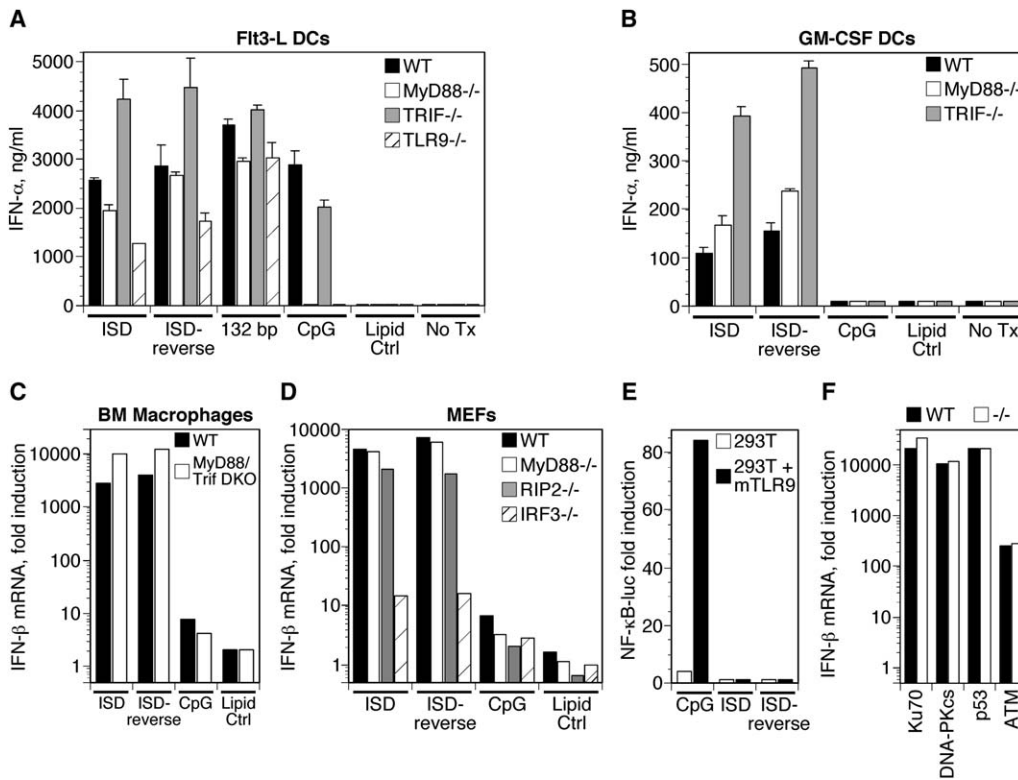 A
Flt3-L DCs
IFN-α, ng/ml
5000
4000
3000
2000
1000
0
WT
MyD88-/-
TRIF-/-
TLR9-/-
ISD
ISD-
reverse
132 bp
CpG
Lipid
Ctrl
No Tx
B
GM-CSF DCs
IFN-α, ng/ml
500
400
300
200
100
0
WT
MyD88-/-
TRIF-/-
ISD
ISD-
reverse
CpG
Lipid
Ctrl
No Tx
C
BM Macrophages
IFN-β mRNA, fold induction
10000
1000
100
10
1
WT
MyD88/
Trif DKO
ISD
ISD-
reverse
CpG
Lipid
Ctrl
D
MEFs
IFN-β mRNA, fold induction
10000
1000
100
10
1
WT
MyD88-/-
RIP2-/-
IRF3-/-
ISD
ISD-
reverse
CpG
Lipid
Ctrl
E
NF-κB-luc fold induction
80
60
40
20
0
293T
293T +
mTLR9
CpG
ISD
ISD-
reverse
F
WT
-/-
IFN-β mRNA, fold induction
10000
1000
100
10
1
Ku70
DNA-PKcs
p53
ATM